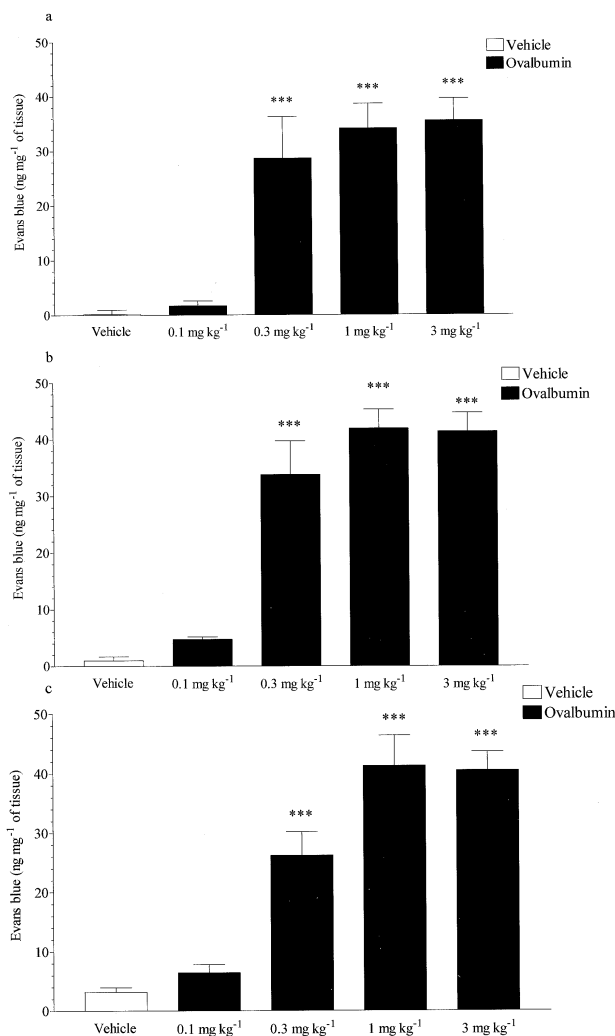 a
Vehicle
Ovalbumin
Evans blue (ng mg⁻¹ of tissue)
50
40
30
20
10
0
*** *** ***
Vehicle 0.1 mg kg⁻¹ 0.3 mg kg⁻¹ 1 mg kg⁻¹ 3 mg kg⁻¹
b
Vehicle
Ovalbumin
Evans blue (ng mg⁻¹ of tissue)
50
40
30
20
10
0
*** *** ***
Vehicle 0.1 mg kg⁻¹ 0.3 mg kg⁻¹ 1 mg kg⁻¹ 3 mg kg⁻¹
c
Vehicle
Ovalbumin
Evans blue (ng mg⁻¹ of tissue)
50
40
30
20
10
0
*** *** ***
Vehicle 0.1 mg kg⁻¹ 0.3 mg kg⁻¹ 1 mg kg⁻¹ 3 mg kg⁻¹